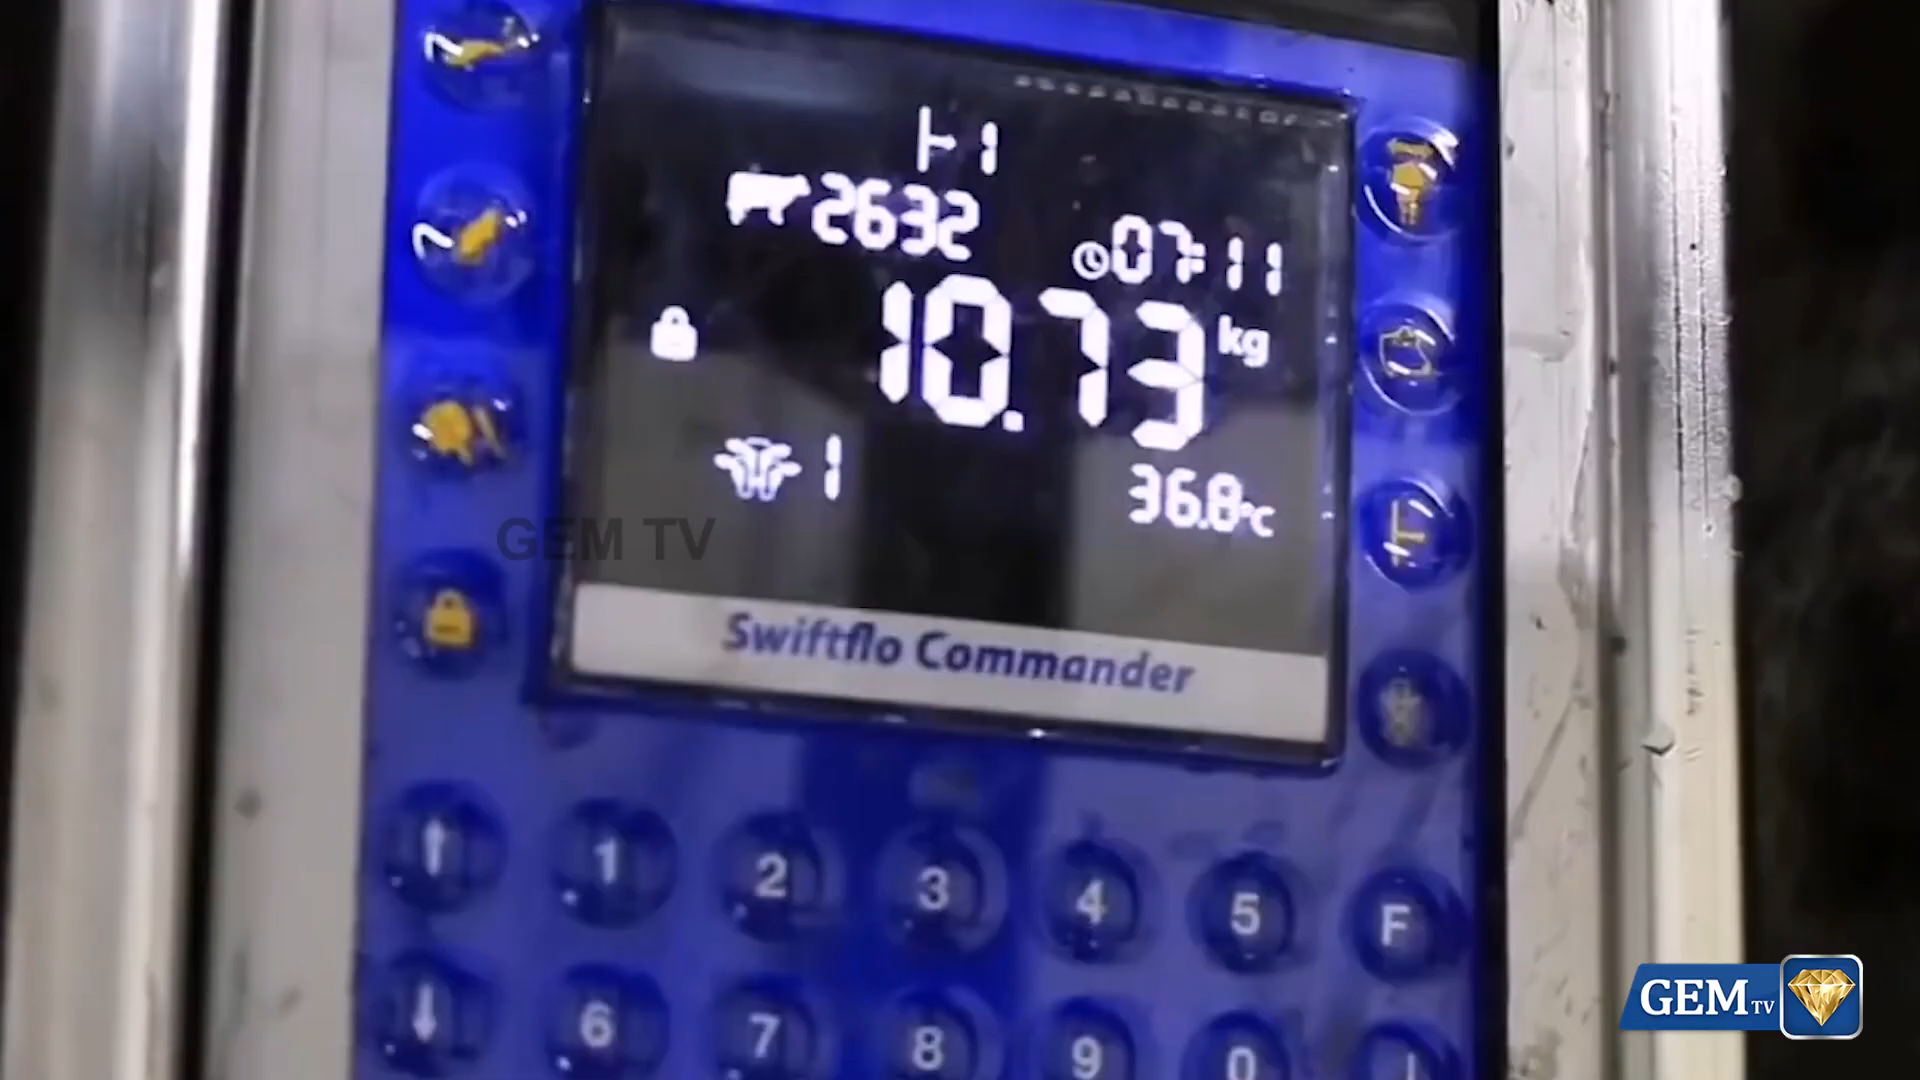 1
2632
07:11
10.73 kg
1
36.8°C
GEM TV
Swiftflo Commander
1 2 3 4 5 F
6 7 8 9 0
GEM TV